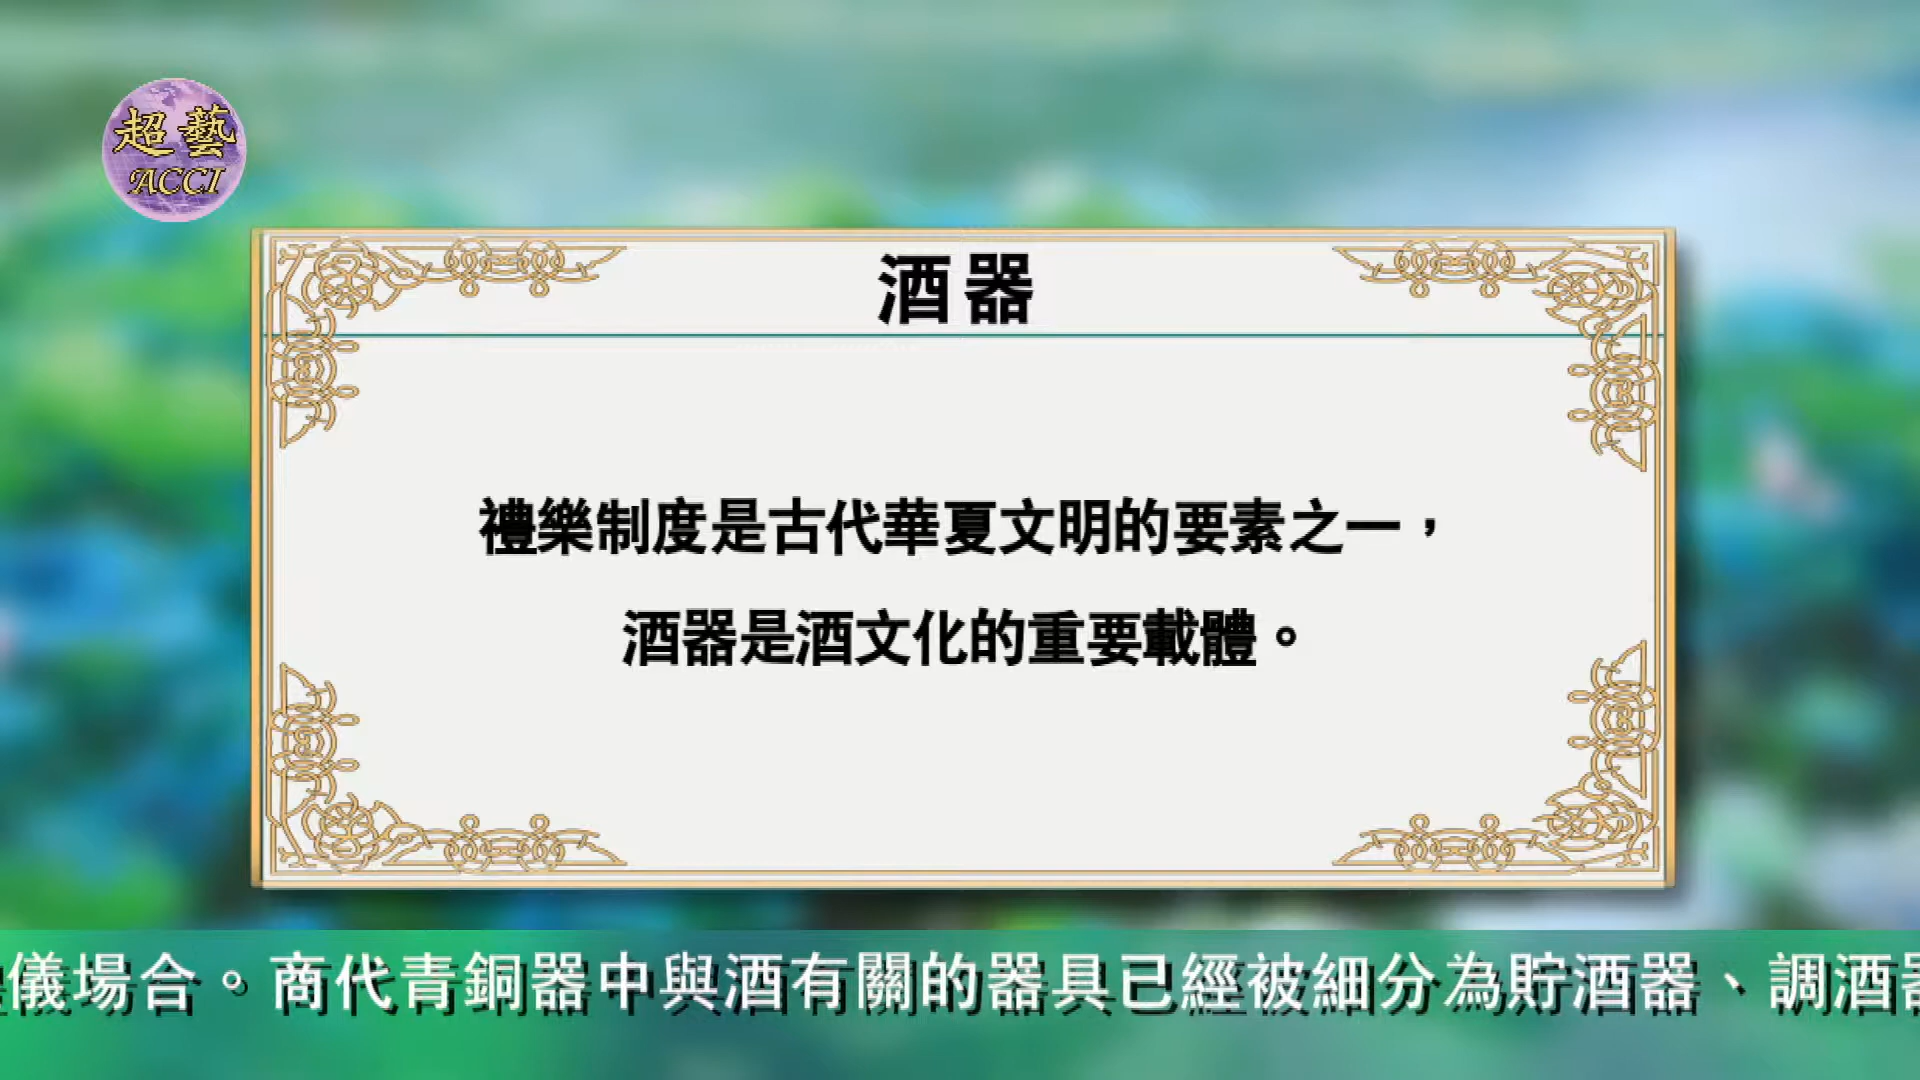 超藝
ACCI
酒器
禮樂制度是古代華夏文明的要素之一，
酒器是酒文化的重要載體。
儀場合。商代青銅器中與酒有關的器具已經被細分為貯酒器、調酒器